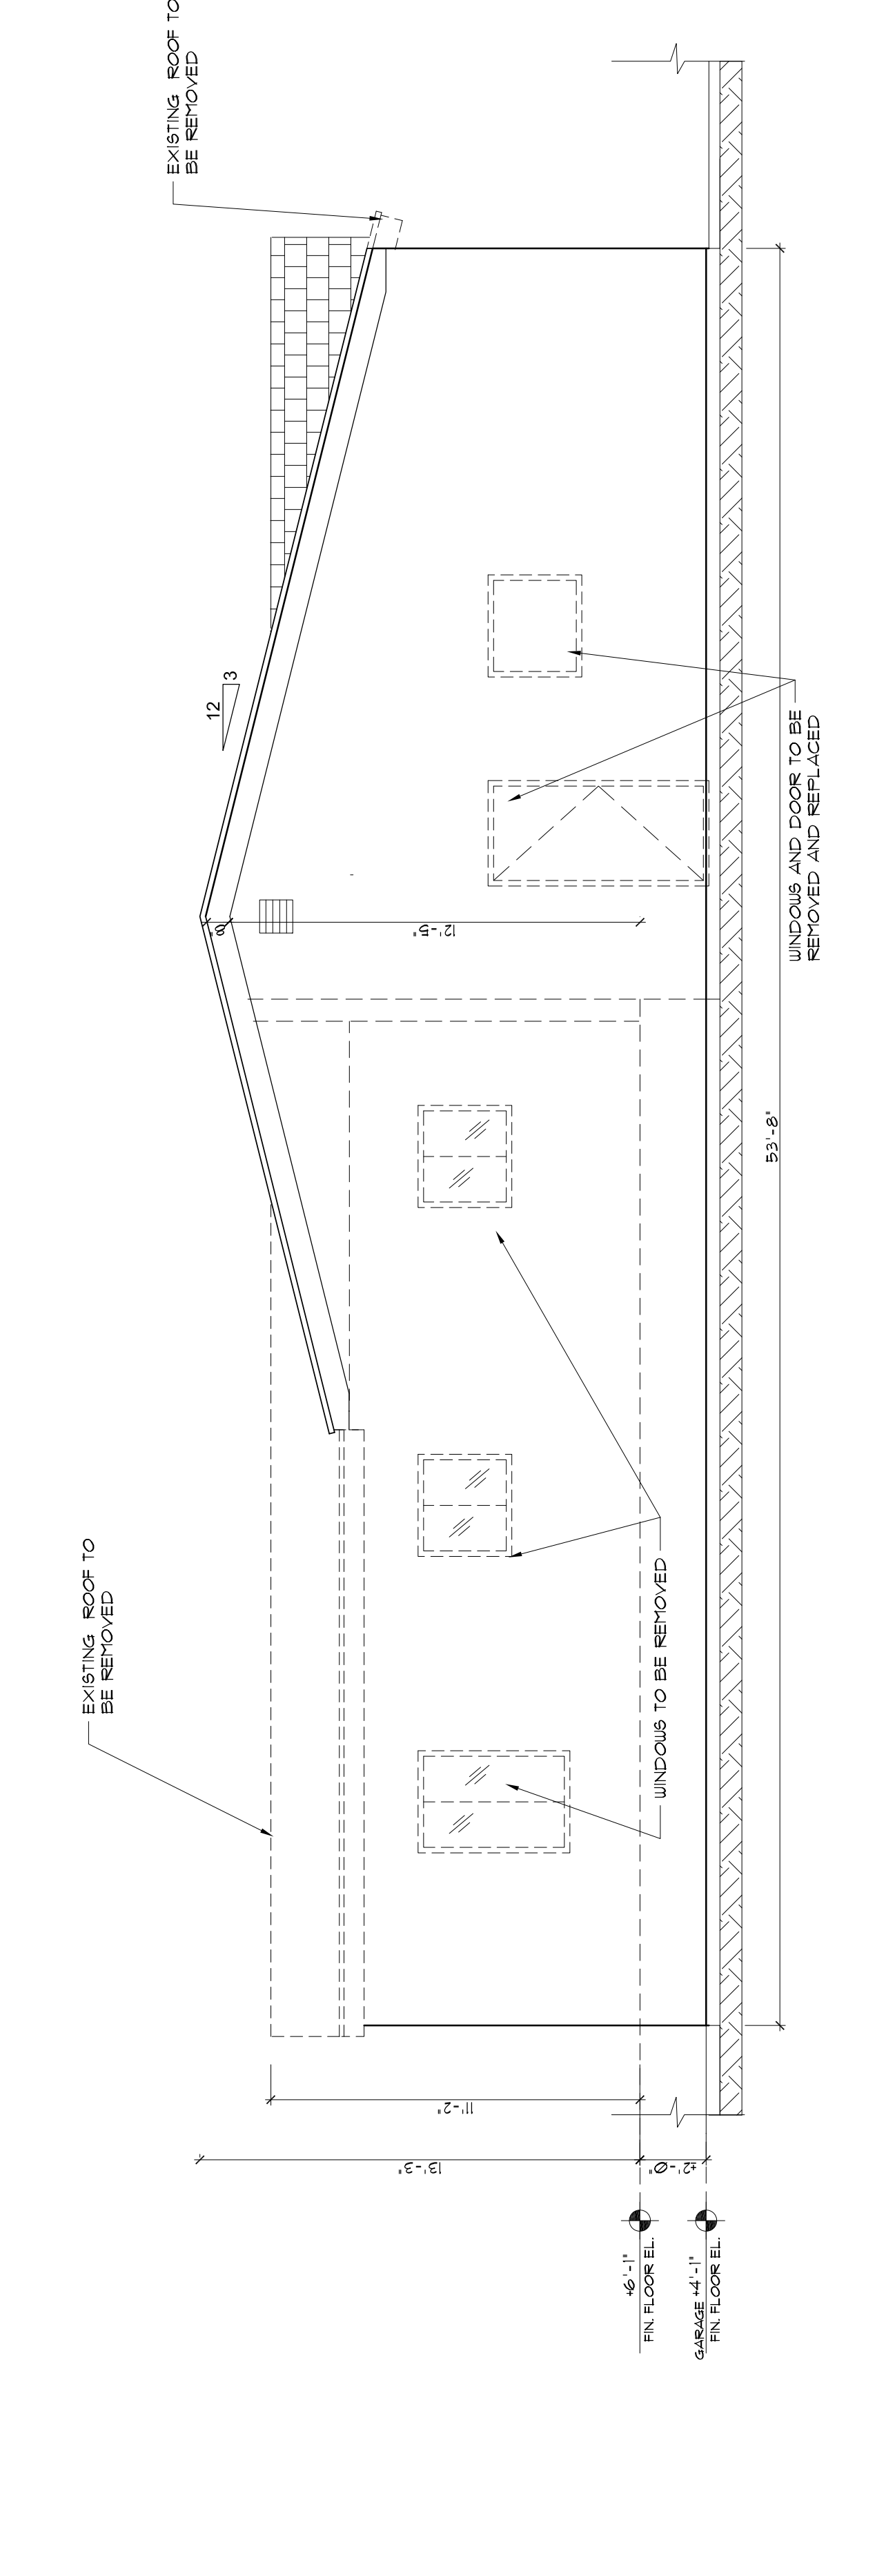 EXISTING ROOF TO
BE REMOVED
EXISTING ROOF TO
BE REMOVED
12
3
8"
12'-5"
WINDOWS AND DOOR TO BE
REMOVED AND REPLACED
WINDOWS TO BE REMOVED
53'-8"
11'-2"
13'-3"
±2'-0"
+6'-1"
FIN. FLOOR EL.
GARAGE +4'-1"
FIN. FLOOR EL.